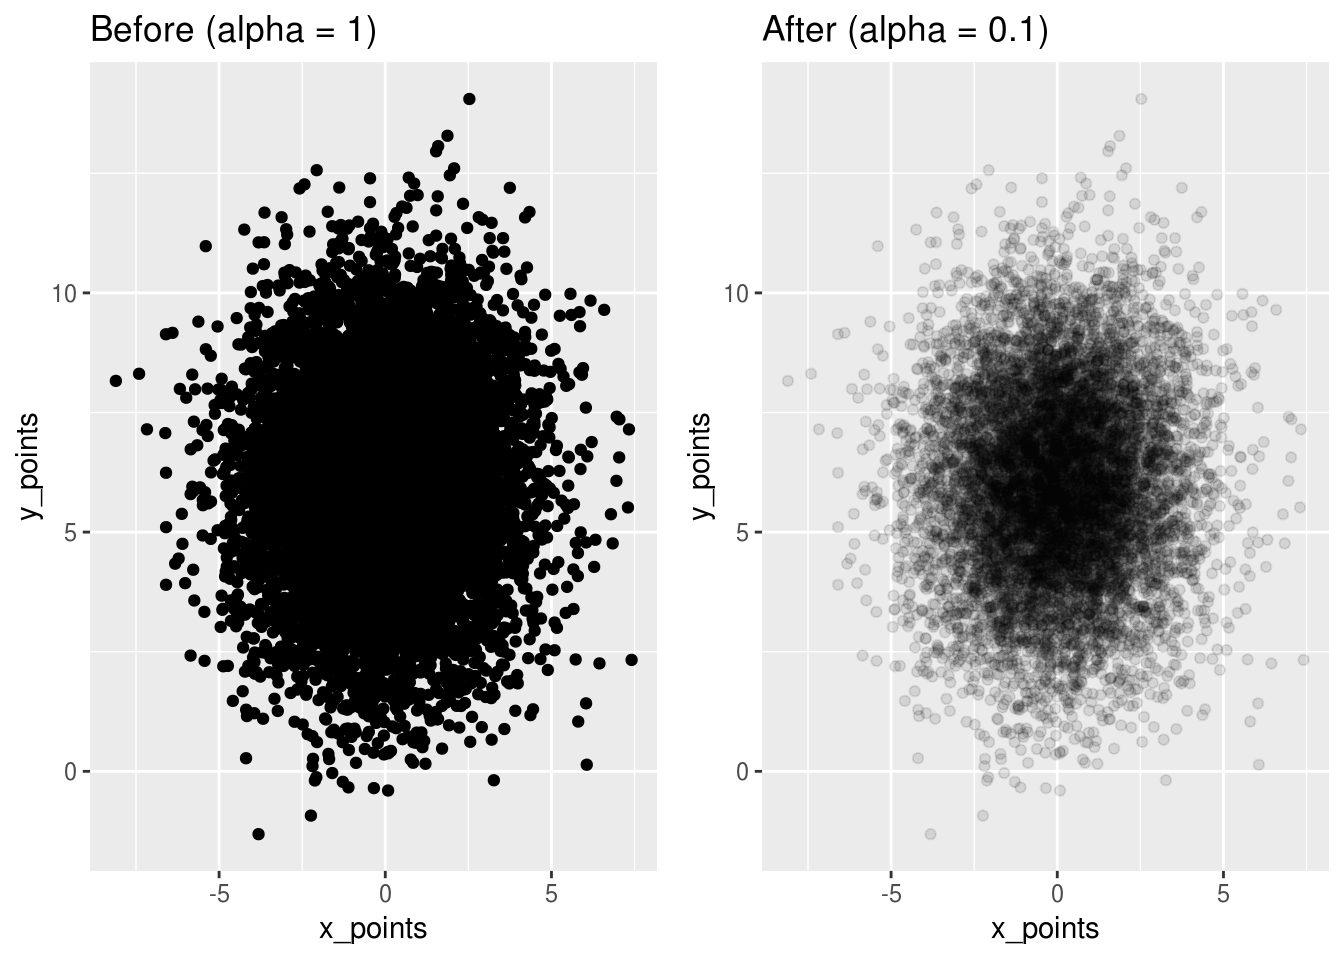 Before (alpha = 1)
10
5
0
-5
0
5
x_points
y_points
After (alpha = 0.1)
10
5
0
-5
0
5
x_points
y_points